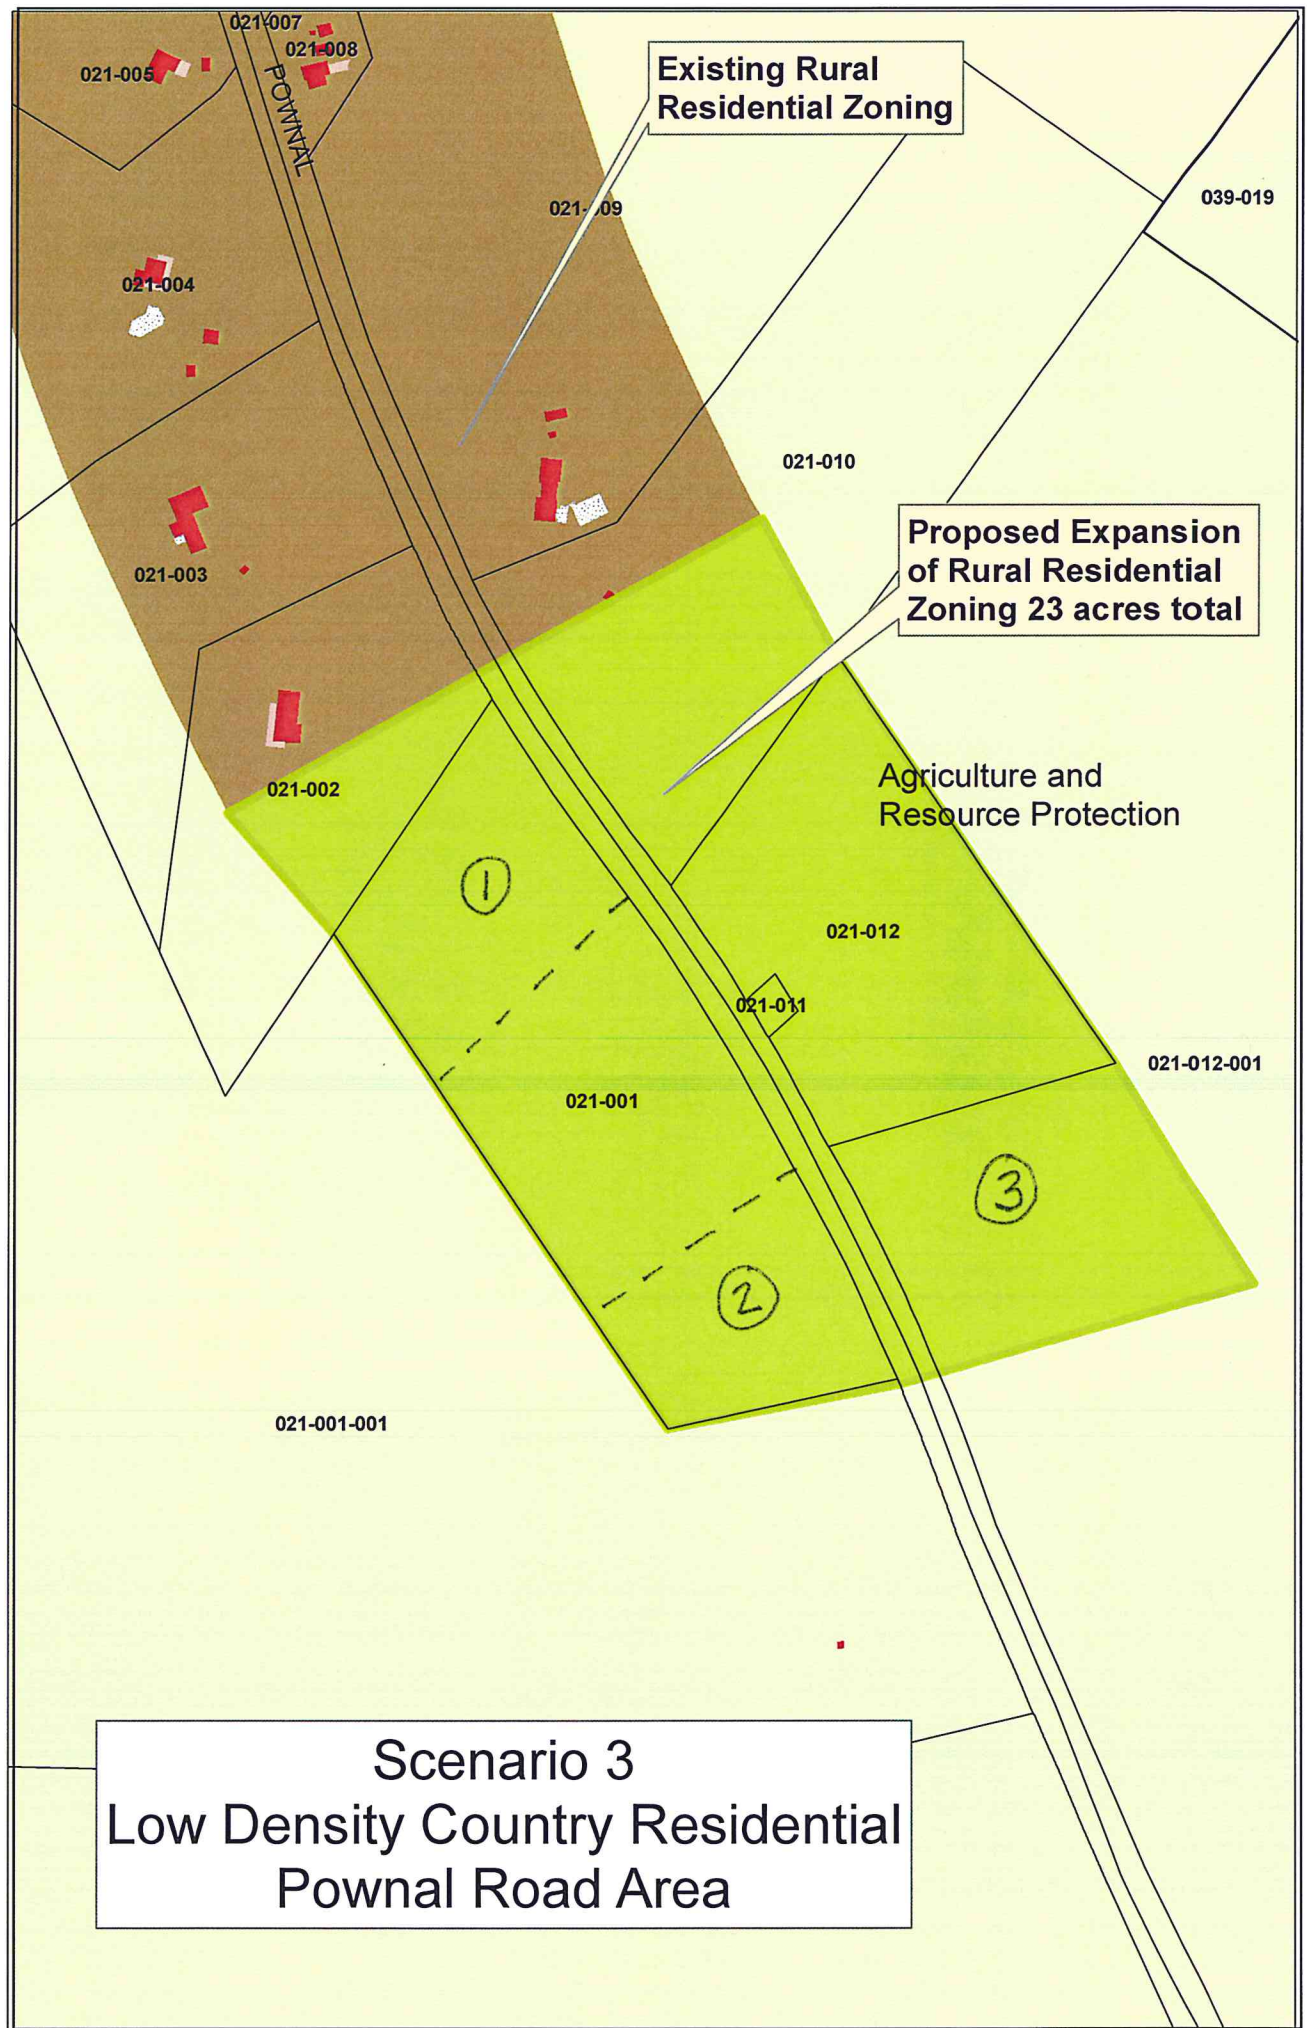 021-007
021-008
021-005
POWNAL
Existing Rural
Residential Zoning
039-019
021-009
021-004
021-010
Proposed Expansion
of Rural Residential
Zoning 23 acres total
021-003
Agriculture and
Resource Protection
021-002
1
021-012
021-011
021-012-001
021-001
3
2
021-001-001
Scenario 3
Low Density Country Residential
Pownal Road Area